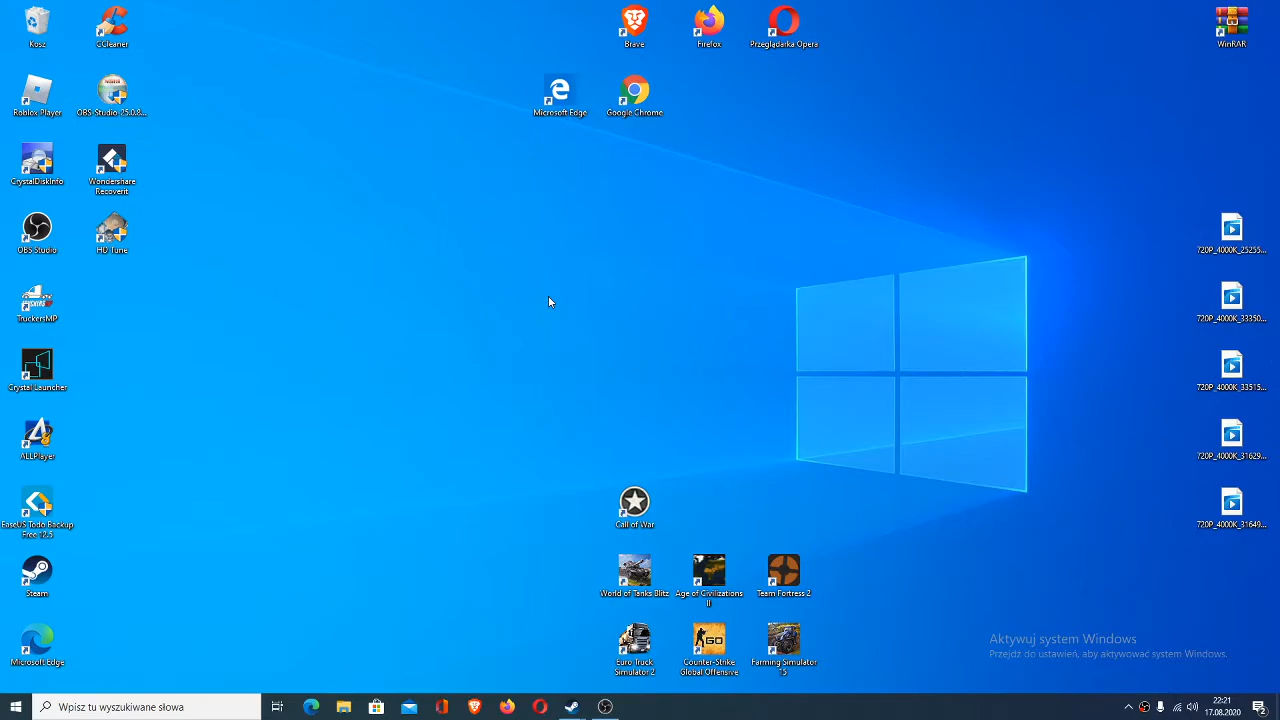 Kosz
CCleaner
Brave
Firefox
Przeglądarka Opera
WinRAR
Roblox Player
OBS-Studio-25.0.8...
Microsoft Edge
Google Chrome
CrystalDiskInfo
Wondershare
Recoverit
OBS Studio
HD Tune
720P_4000K_25255...
TruckersMP
720P_4000K_33350...
Crystal Launcher
720P_4000K_33515...
ALLPlayer
720P_4000K_31629...
EaseUS Todo Backup
Free 12.5
Call of War
720P_4000K_31649...
Steam
World of Tanks Blitz
Age of Civilizations
II
Team Fortress 2
Microsoft Edge
Euro Truck
Simulator 2
GO
Counter-Strike
Global Offensive
Farming Simulator
15
Aktywuj system Windows
Przejdź do ustawień, aby aktywować system Windows.
Wpisz tu wyszukiwane słowa
22:21
17.08.2020
2